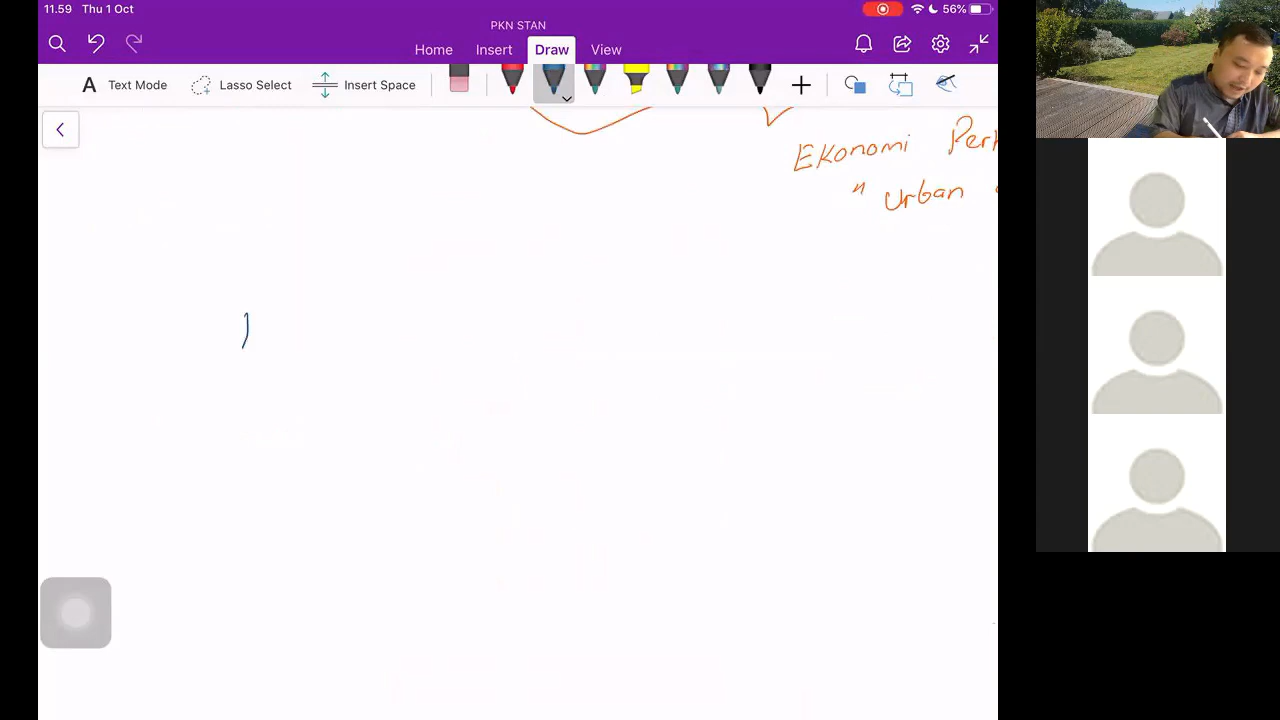 11.59 Thu 1 Oct
56%
PKN STAN
Home Insert Draw View
Text Mode Lasso Select Insert Space
Ekonomi
" Urban